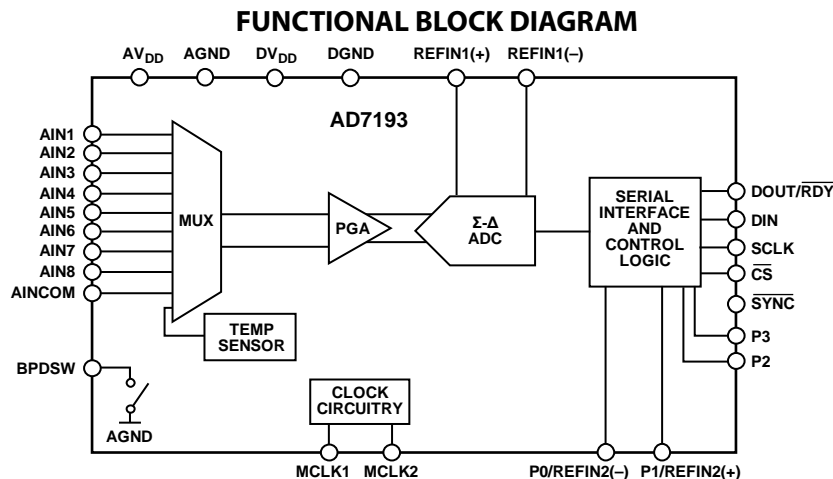 FUNCTIONAL BLOCK DIAGRAM
AVDD AGND DVDD DGND REFIN1(+) REFIN1(–)
AD7193
AIN1
AIN2
AIN3
AIN4
AIN5
AIN6
AIN7
AIN8
AINCOM
MUX
PGA
Σ-Δ
ADC
SERIAL
INTERFACE
AND
CONTROL
LOGIC
DOUT/RDY
DIN
SCLK
CS
SYNC
P3
P2
TEMP
SENSOR
BPDSW
AGND
CLOCK
CIRCUITRY
MCLK1 MCLK2 P0/REFIN2(–) P1/REFIN2(+)